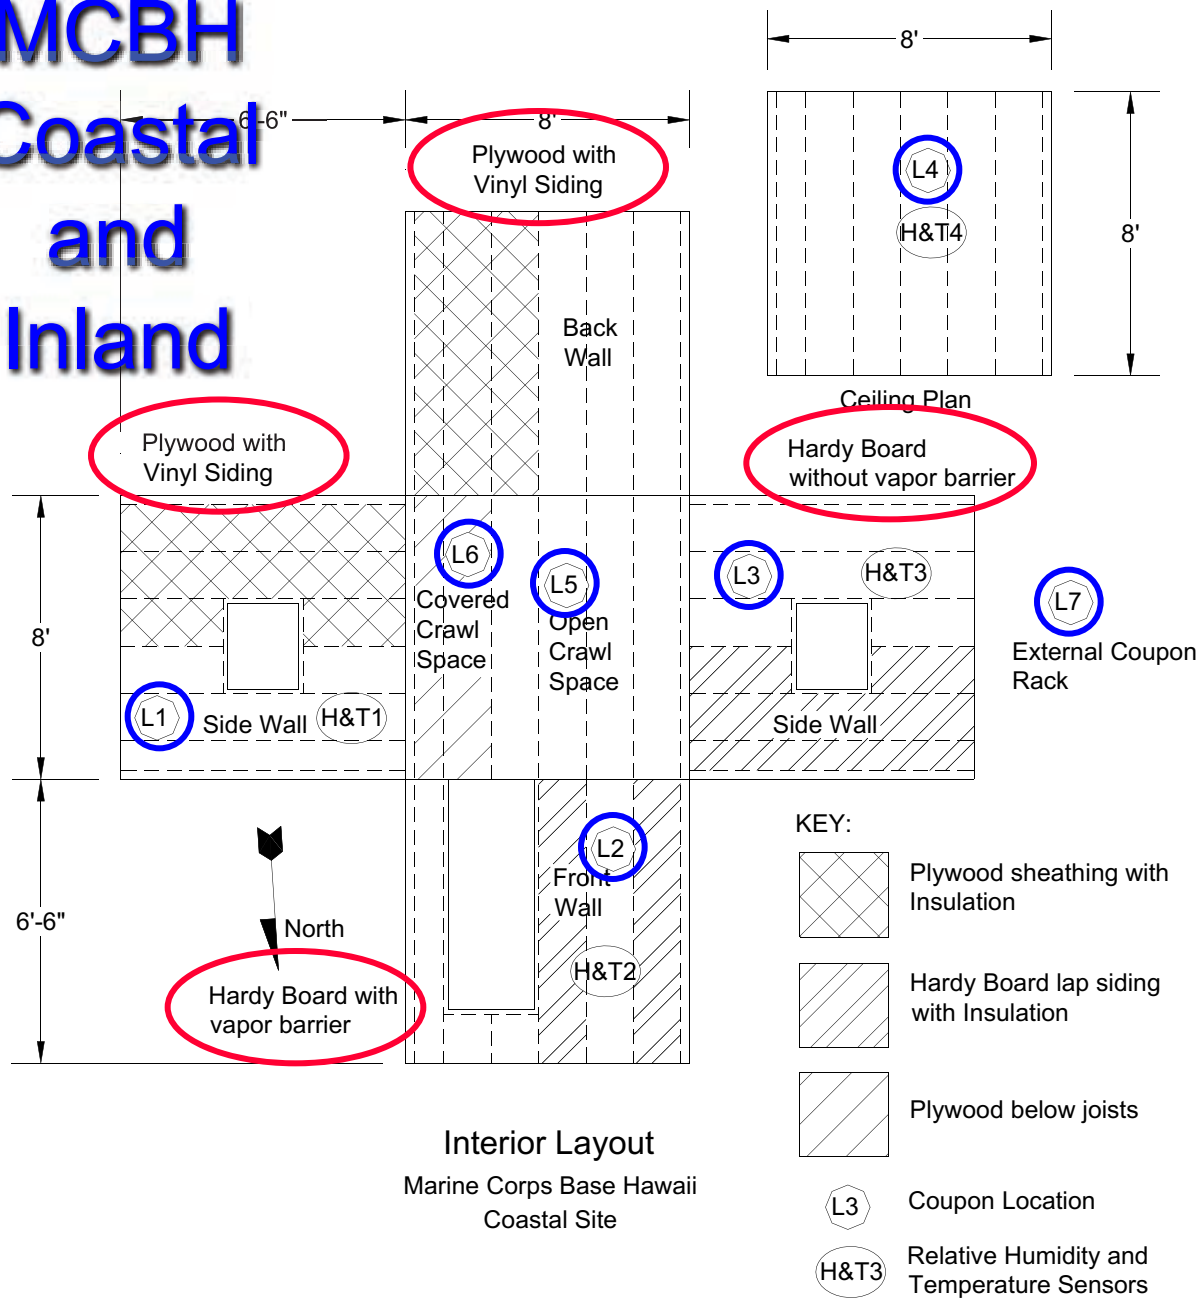 MCBH
Coastal
and
Inland
6'-6"
8'
8'
Plywood with
Vinyl Siding
L4
H&T4
8'
Back
Wall
Ceiling Plan
Plywood with
Vinyl Siding
Hardy Board
without vapor barrier
L6
L5
L3
H&T3
L7
Covered
Crawl
Space
Open
Crawl
Space
8'
External Coupon
Rack
L1
Side Wall
H&T1
Side Wall
KEY:
L2
Front
Wall
Plywood sheathing with
Insulation
6'-6"
North
H&T2
Hardy Board with
vapor barrier
Hardy Board lap siding
with Insulation
Plywood below joists
Interior Layout
Marine Corps Base Hawaii
Coastal Site
L3
Coupon Location
H&T3
Relative Humidity and
Temperature Sensors